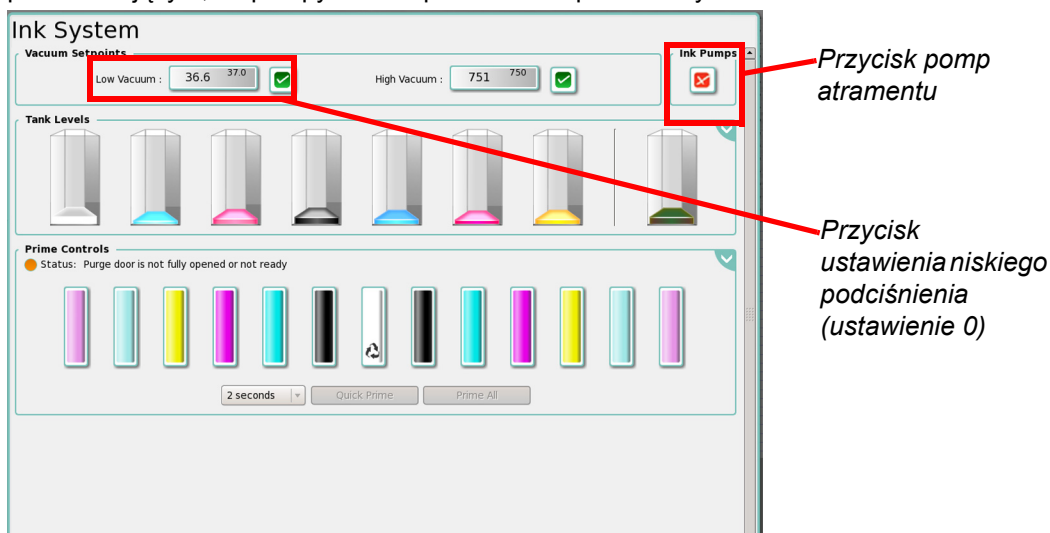 Ink System
Vacuum Setpoints
Low Vacuum : 36.6 37.0
High Vacuum : 751 750
Ink Pumps
Przycisk pomp
atramentu
Tank Levels
Przycisk
ustawienia niskiego
podciśnienia
(ustawienie 0)
Prime Controls
Status: Purge door is not fully opened or not ready
2 seconds Quick Prime Prime All